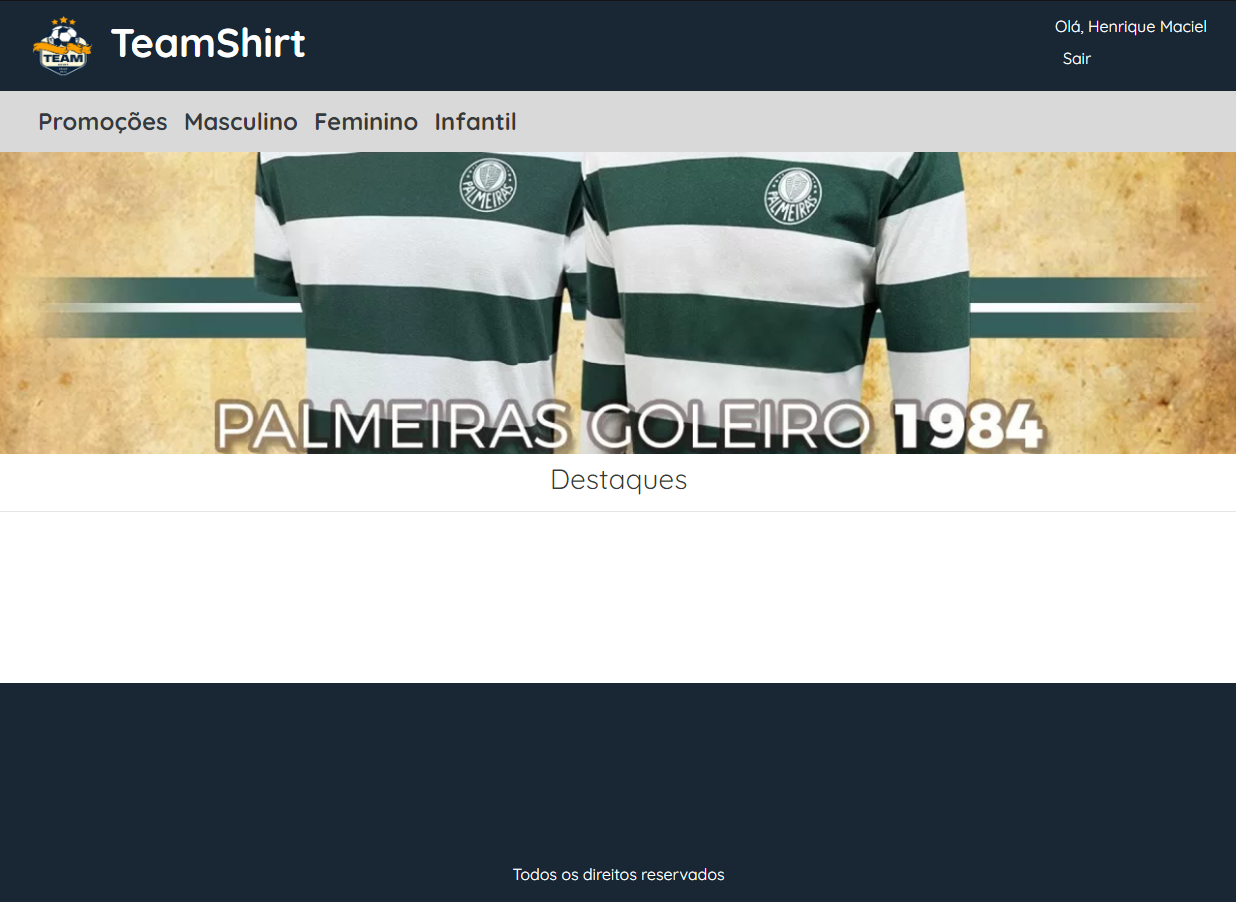 TEAM
TeamShirt
Olá, Henrique Maciel
Sair
Promoções Masculino Feminino Infantil
PALMEIRAS
PALMEIRAS
PALMEIRAS GOLEIRO 1984
Destaques
Todos os direitos reservados